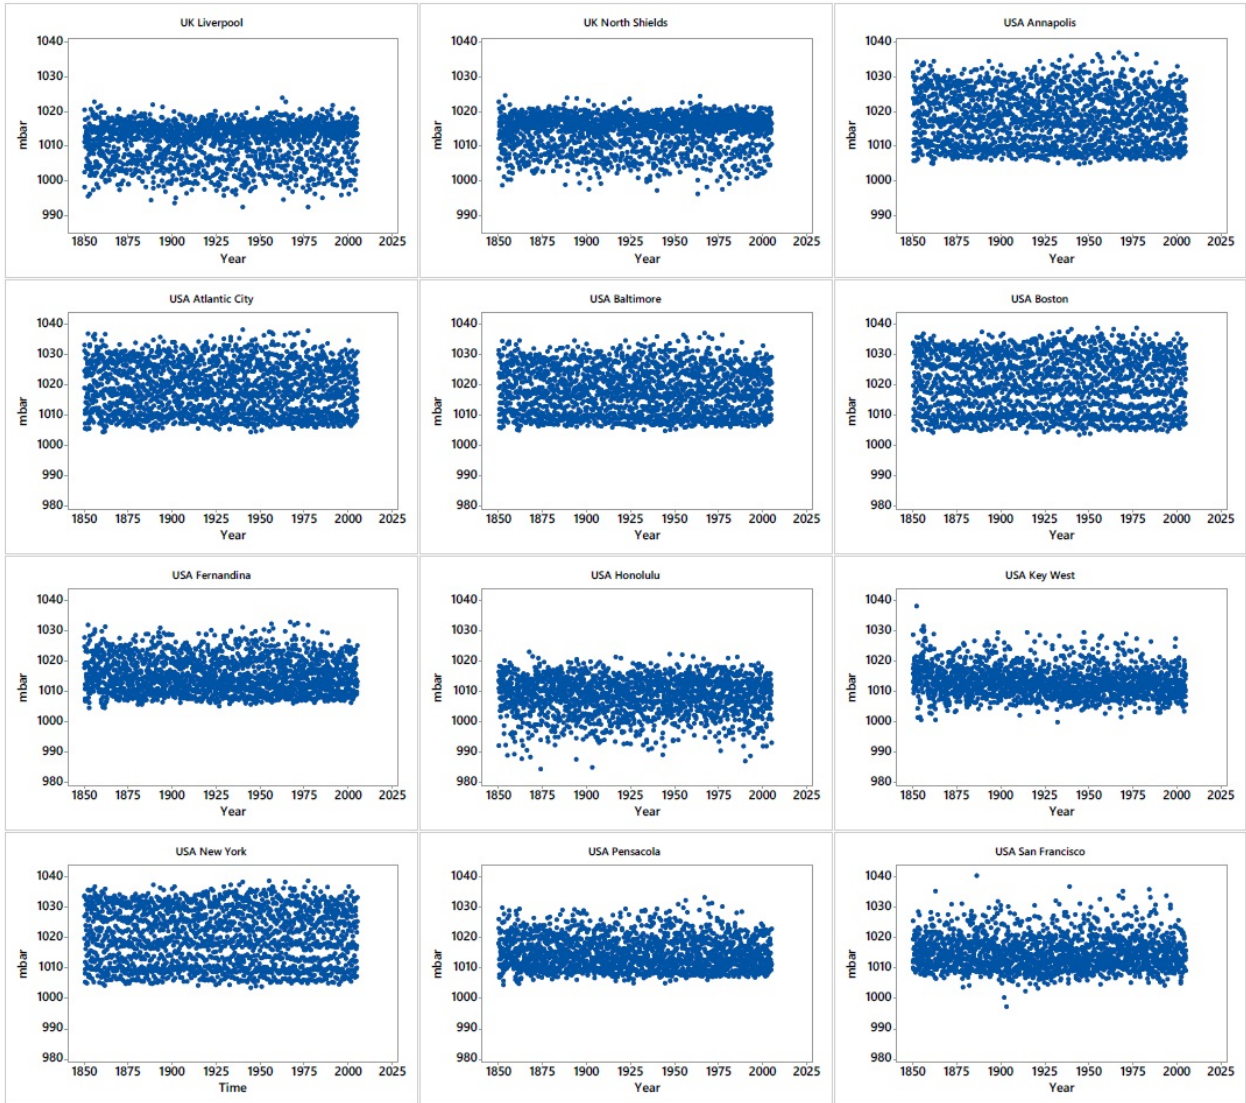 UK Liverpool
1040
1030
1020
1010
1000
990
mbar
1850 1875 1900 1925 1950 1975 2000 2025
Year
UK North Shields
1040
1030
1020
1010
1000
990
mbar
1850 1875 1900 1925 1950 1975 2000 2025
Year
USA Annapolis
1040
1030
1020
1010
1000
990
mbar
1850 1875 1900 1925 1950 1975 2000 2025
Year
USA Atlantic City
1040
1030
1020
1010
1000
990
980
mbar
1850 1875 1900 1925 1950 1975 2000 2025
Year
USA Baltimore
1040
1030
1020
1010
1000
990
980
mbar
1850 1875 1900 1925 1950 1975 2000 2025
Year
USA Boston
1040
1030
1020
1010
1000
990
980
mbar
1850 1875 1900 1925 1950 1975 2000 2025
Year
USA Fernandina
1040
1030
1020
1010
1000
990
980
mbar
1850 1875 1900 1925 1950 1975 2000 2025
Year
USA Honolulu
1040
1030
1020
1010
1000
990
980
mbar
1850 1875 1900 1925 1950 1975 2000 2025
Year
USA Key West
1040
1030
1020
1010
1000
990
980
mbar
1850 1875 1900 1925 1950 1975 2000 2025
Year
USA New York
1040
1030
1020
1010
1000
990
980
mbar
1850 1875 1900 1925 1950 1975 2000 2025
Time
USA Pensacola
1040
1030
1020
1010
1000
990
980
mbar
1850 1875 1900 1925 1950 1975 2000 2025
Year
USA San Francisco
1040
1030
1020
1010
1000
990
980
mbar
1850 1875 1900 1925 1950 1975 2000 2025
Year